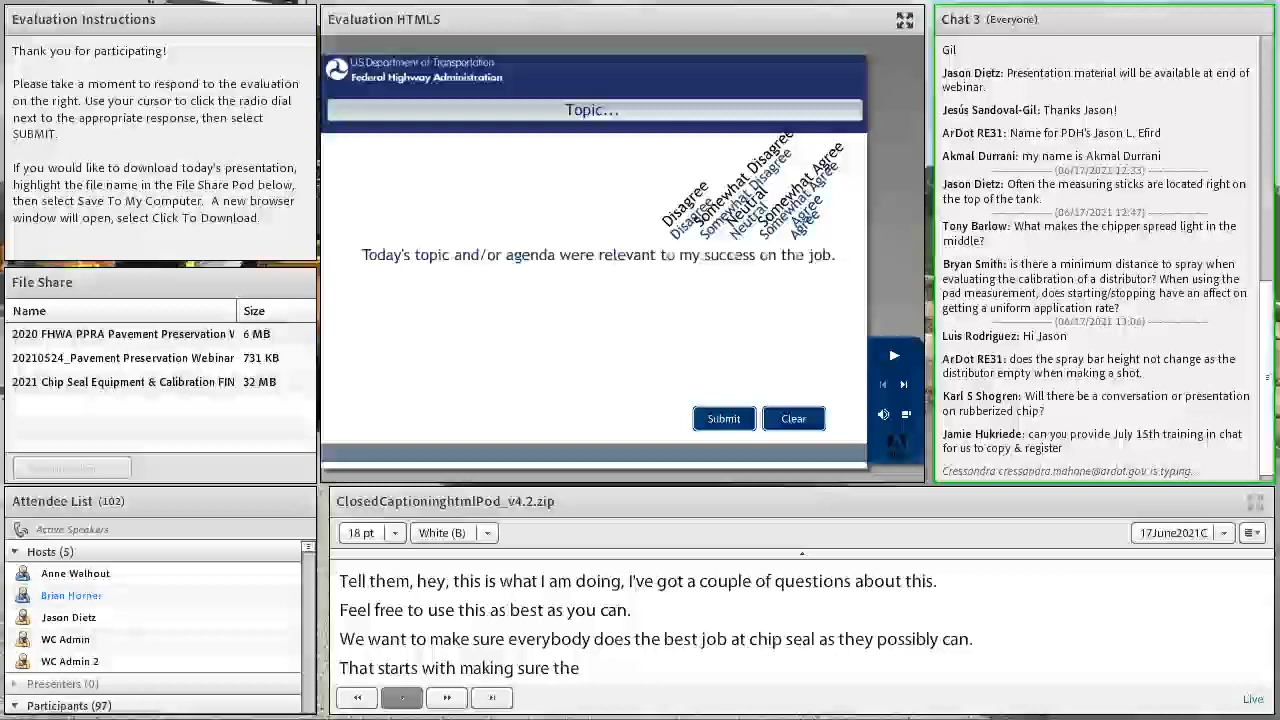 Evaluation Instructions
Thank you for participating!
Please take a moment to respond to the evaluation
on the right. Use your cursor to click the radio dial
next to the appropriate response, then select
SUBMIT.
If you would like to download today's presentation,
highlight the file name in the File Share Pod below,
then select Save To My Computer. A new browser
window will open, select Click To Download.
File Share
Name Size
2020 FHWA PPRA Pavement Preservation W 6 MB
20210524_Pavement Preservation Webinar 731 KB
2021 Chip Seal Equipment & Calibration FIN 32 MB
Attendee List (102)
Active Speakers
Hosts (5)
Anne Walhout
Brian Horner
Jason Dietz
WC Admin
WC Admin 2
Presenters (0)
Participants (97)
Evaluation HTML5
U.S.Department of Transportation
Federal Highway Administration
Topic...
Disagree
Somewhat Disagree
Neutral
Somewhat Agree
Agree
Today's topic and/or agenda were relevant to my success on the job.
Submit Clear
Chat 3 (Everyone)
Gil
Jason Dietz: Presentation material will be available at end of
webinar.
Jesús Sandoval-Gil: Thanks Jason!
ArDot RE31: Name for PDH's Jason L. Efird
Akmal Durrani: my name is Akmal Durrani
(06/17/2021 12:33)
Jason Dietz: Often the measuring sticks are located right on
the top of the tank.
(06/17/2021 12:47)
Tony Barlow: What makes the chipper spread light in the
middle?
Bryan Smith: is there a minimum distance to spray when
evaluating the calibration of a distributor? When using the
pad measurement, does starting/stopping have an affect on
getting a uniform application rate?
(06/17/2021 13:06)
Luis Rodriguez: Hi Jason
ArDot RE31: does the spray bar height not change as the
distributor empty when making a shot.
Karl S Shogren: Will there be a conversation or presentation
on rubberized chip?
Jamie Hukriede: can you provide July 15th training in chat
for us to copy & register
Cressandra cressandra.mahane@ardot.gov is typing...
ClosedCaptioninghtmlPod_v4.2.zip
18 pt White (B) 17June2021C
Tell them, hey, this is what I am doing, I've got a couple of questions about this.
Feel free to use this as best as you can.
We want to make sure everybody does the best job at chip seal as they possibly can.
That starts with making sure the
Live